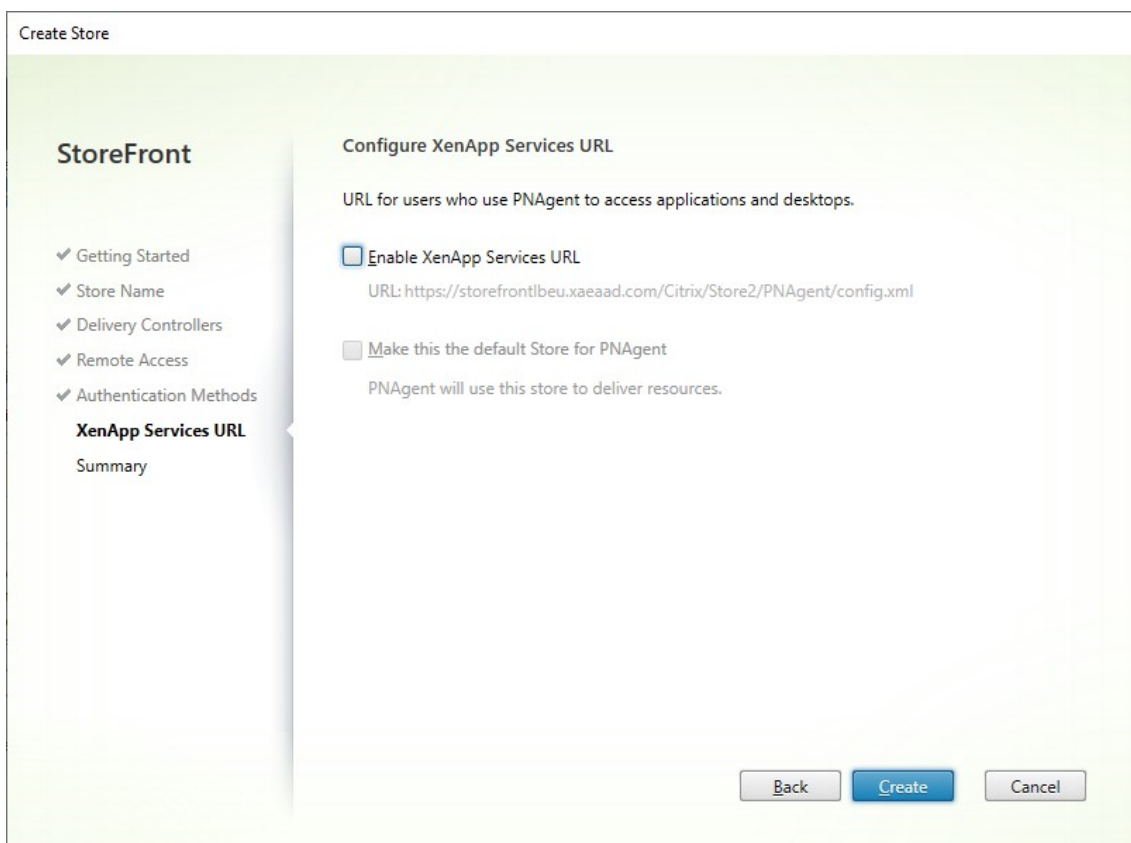 Create Store
StoreFront
Getting Started
Store Name
Delivery Controllers
Remote Access
Authentication Methods
XenApp Services URL
Summary
Configure XenApp Services URL
URL for users who use PNAgent to access applications and desktops.
Enable XenApp Services URL
URL: https://storefrontlbeu.xaeaad.com/Citrix/Store2/PNAgent/config.xml
Make this the default Store for PNAgent
PNAgent will use this store to deliver resources.
Back
Create
Cancel